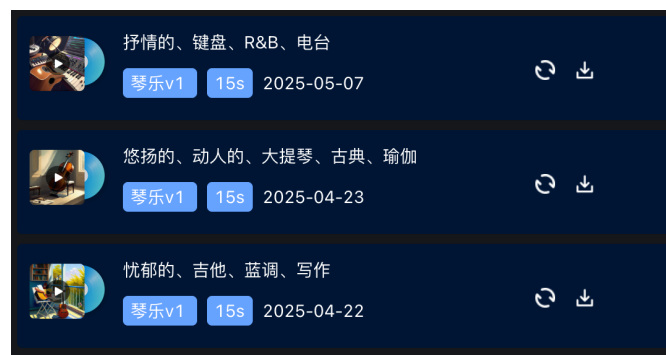 抒情的、键盘、R&B、电台
琴乐v1 15s 2025-05-07
悠扬的、动人的、大提琴、古典、瑜伽
琴乐v1 15s 2025-04-23
忧郁的、吉他、蓝调、写作
琴乐v1 15s 2025-04-22